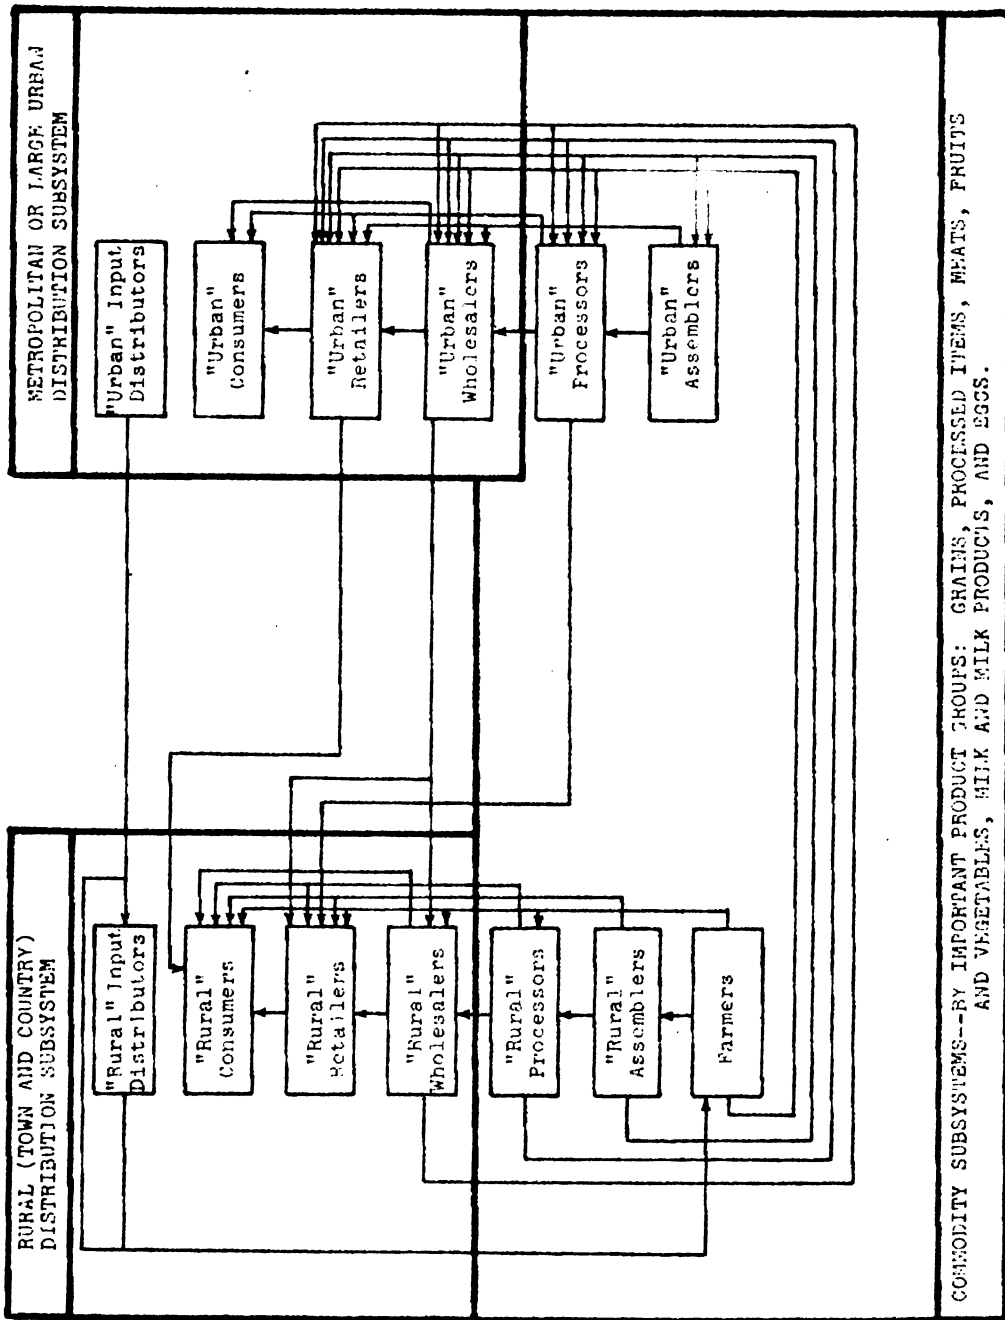 RURAL (TOWN AND COUNTRY)
DISTRIBUTION SUBSYSTEM
"Rural" Input
Distributors
"Rural"
Consumers
"Rural"
Retailers
"Rural"
Wholesalers
"Rural"
Processors
"Rural"
Assemblers
Farmers
METROPOLITAN OR LARGE URBAN
DISTRIBUTION SUBSYSTEM
"Urban" Input
Distributors
"Urban"
Consumers
"Urban"
Retailers
"Urban"
Wholesalers
"Urban"
Processors
"Urban"
Assemblers
COMMODITY SUBSYSTEMS--BY IMPORTANT PRODUCT GROUPS: GRAINS, PROCESSED ITEMS, MEATS, FRUITS
AND VEGETABLES, MILK AND MILK PRODUCTS, AND EGGS.